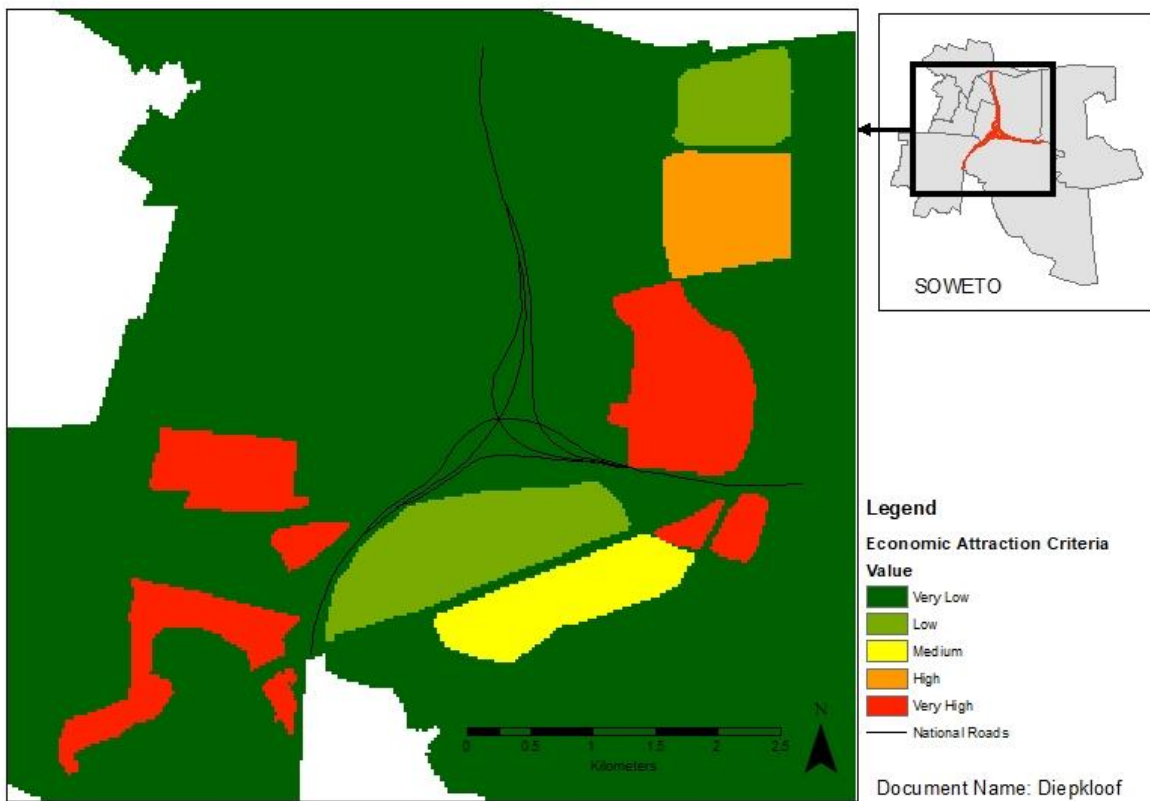 SOWETO
Legend
Economic Attraction Criteria
Value
Very Low
Low
Medium
High
Very High
National Roads
N
0 0.5 1 1.5 2 2.5
Kilometers
Document Name: Diepkloof